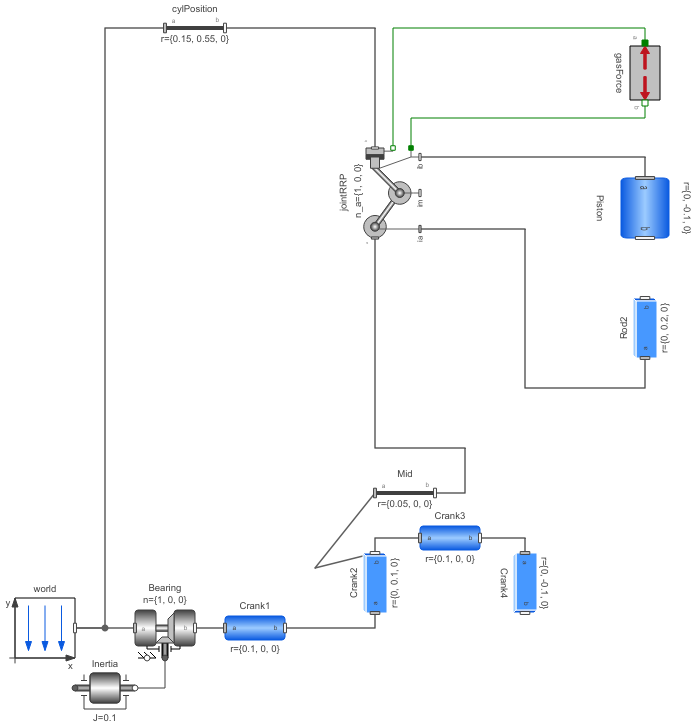 cylPosition
a
b
r={0.15, 0.55, 0}
a
gasForce
b
jointRRP
n_a={1, 0, 0}
ib
im
ia
a
b
Piston
r={0, -0.1, 0}
b
a
Rod2
r={0, 0.2, 0}
Mid
a
b
r={0.05, 0, 0}
Crank3
a
b
r={0.1, 0, 0}
b
a
Crank2
r={0, 0.1, 0}
a
b
Crank4
r={0, -0.1, 0}
world
y
x
Bearing
n={1, 0, 0}
a
b
Crank1
a
b
r={0.1, 0, 0}
Inertia
J=0.1